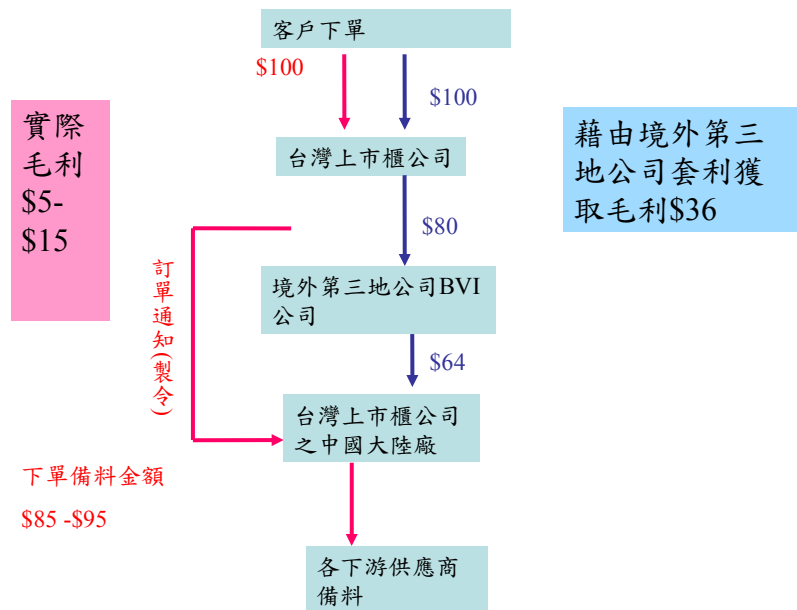 客戶下單
$100
$100
實際
毛利
$5-
$15
台灣上市櫃公司
藉由境外第三
地公司套利獲
取毛利$36
$80
訂單通知(製令)
境外第三地公司BVI
公司
$64
台灣上市櫃公司
之中國大陸廠
下單備料金額
$85 -$95
各下游供應商
備料